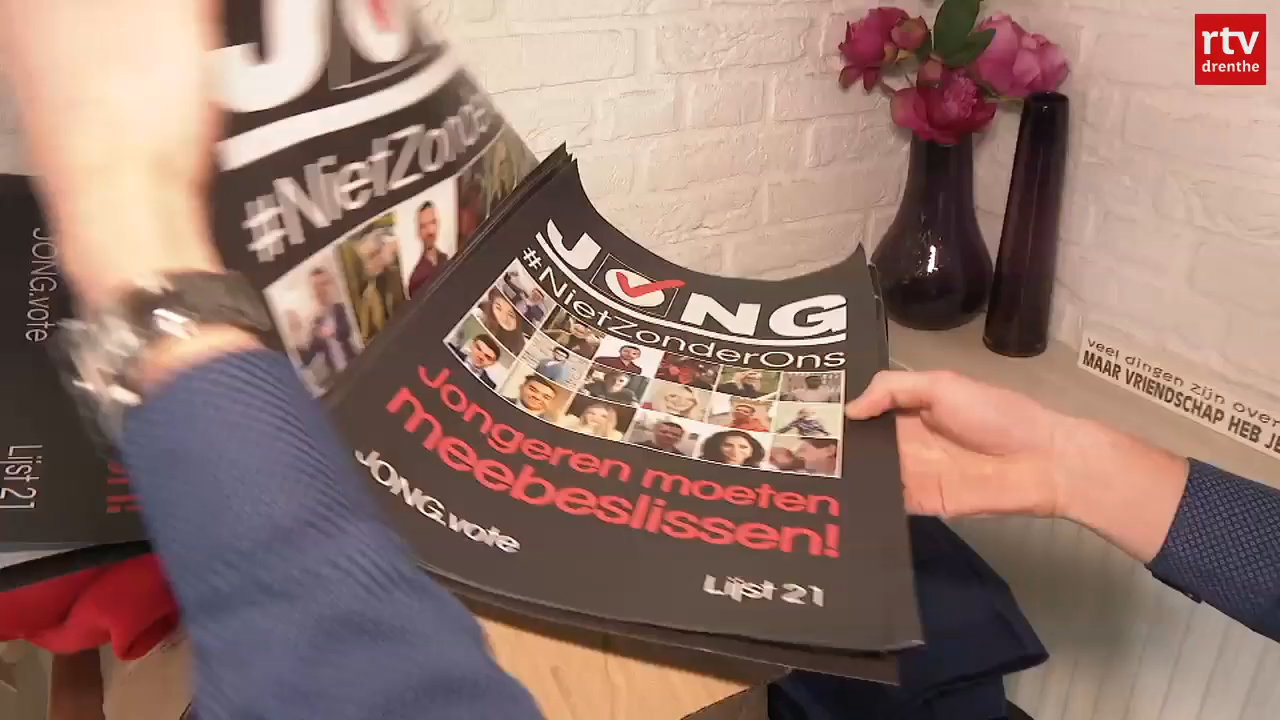 rtv
drenthe
JO
#NietZonde
JONG.vote
Lijst 21
JONG
#NietZonderOns
Jongeren moeten
meebeslissen!
JONG.vote
Lijst 21
veel dingen zijn over
MAAR VRIENDSCHAP HEB JE